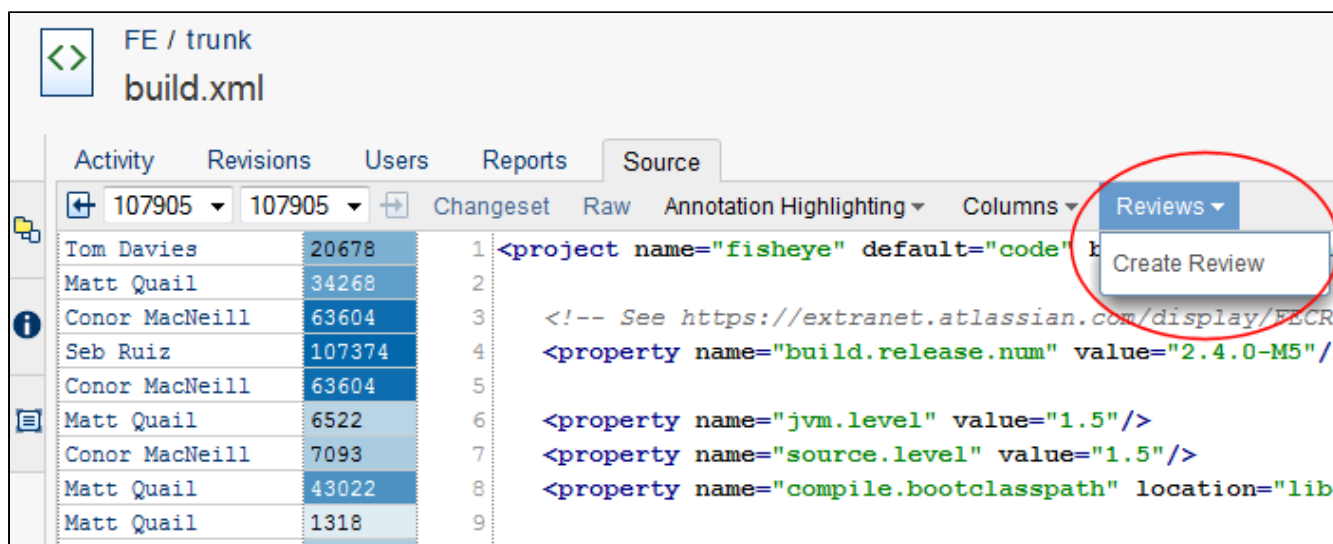 FE / trunk
build.xml
Activity Revisions Users Reports Source
107905 107905 Changeset Raw Annotation Highlighting Columns Reviews
Create Review
Tom Davies 20678 1 <project name="fisheye" default="code" b
Matt Quail 34268 2
Conor MacNeill 63604 3 <!-- See https://extranet.atlassian.com/display/FECR
Seb Ruiz 107374 4 <property name="build.release.num" value="2.4.0-M5"/
Conor MacNeill 63604 5
Matt Quail 6522 6 <property name="jvm.level" value="1.5"/>
Conor MacNeill 7093 7 <property name="source.level" value="1.5"/>
Matt Quail 43022 8 <property name="compile.bootclasspath" location="lib
Matt Quail 1318 9